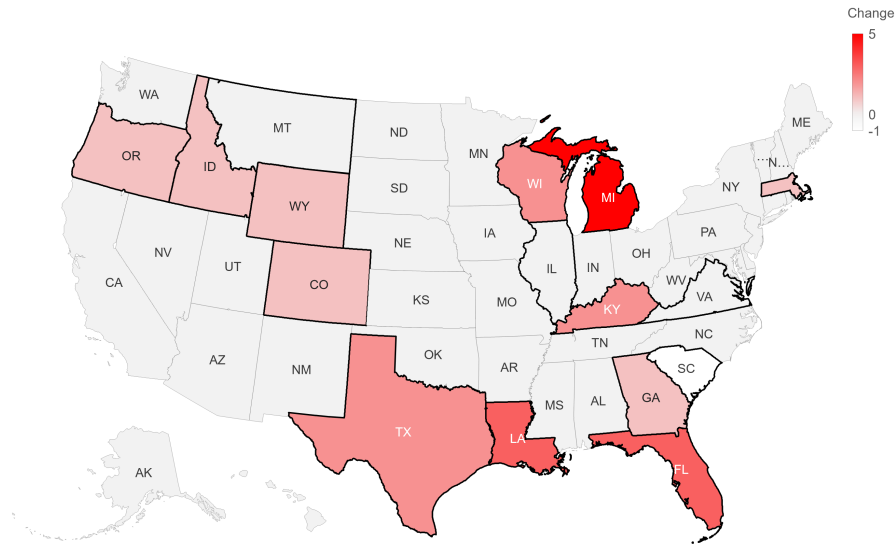 Change
5
0
-1
WA
MT
ND
MN
ME
OR
ID
SD
WI
MI
...
N...
NY
WY
IA
PA
NE
NV
UT
CO
IL
IN
OH
CA
KS
MO
WV
VA
KY
AZ
NM
OK
AR
TN
NC
SC
MS
AL
GA
TX
LA
FL
AK